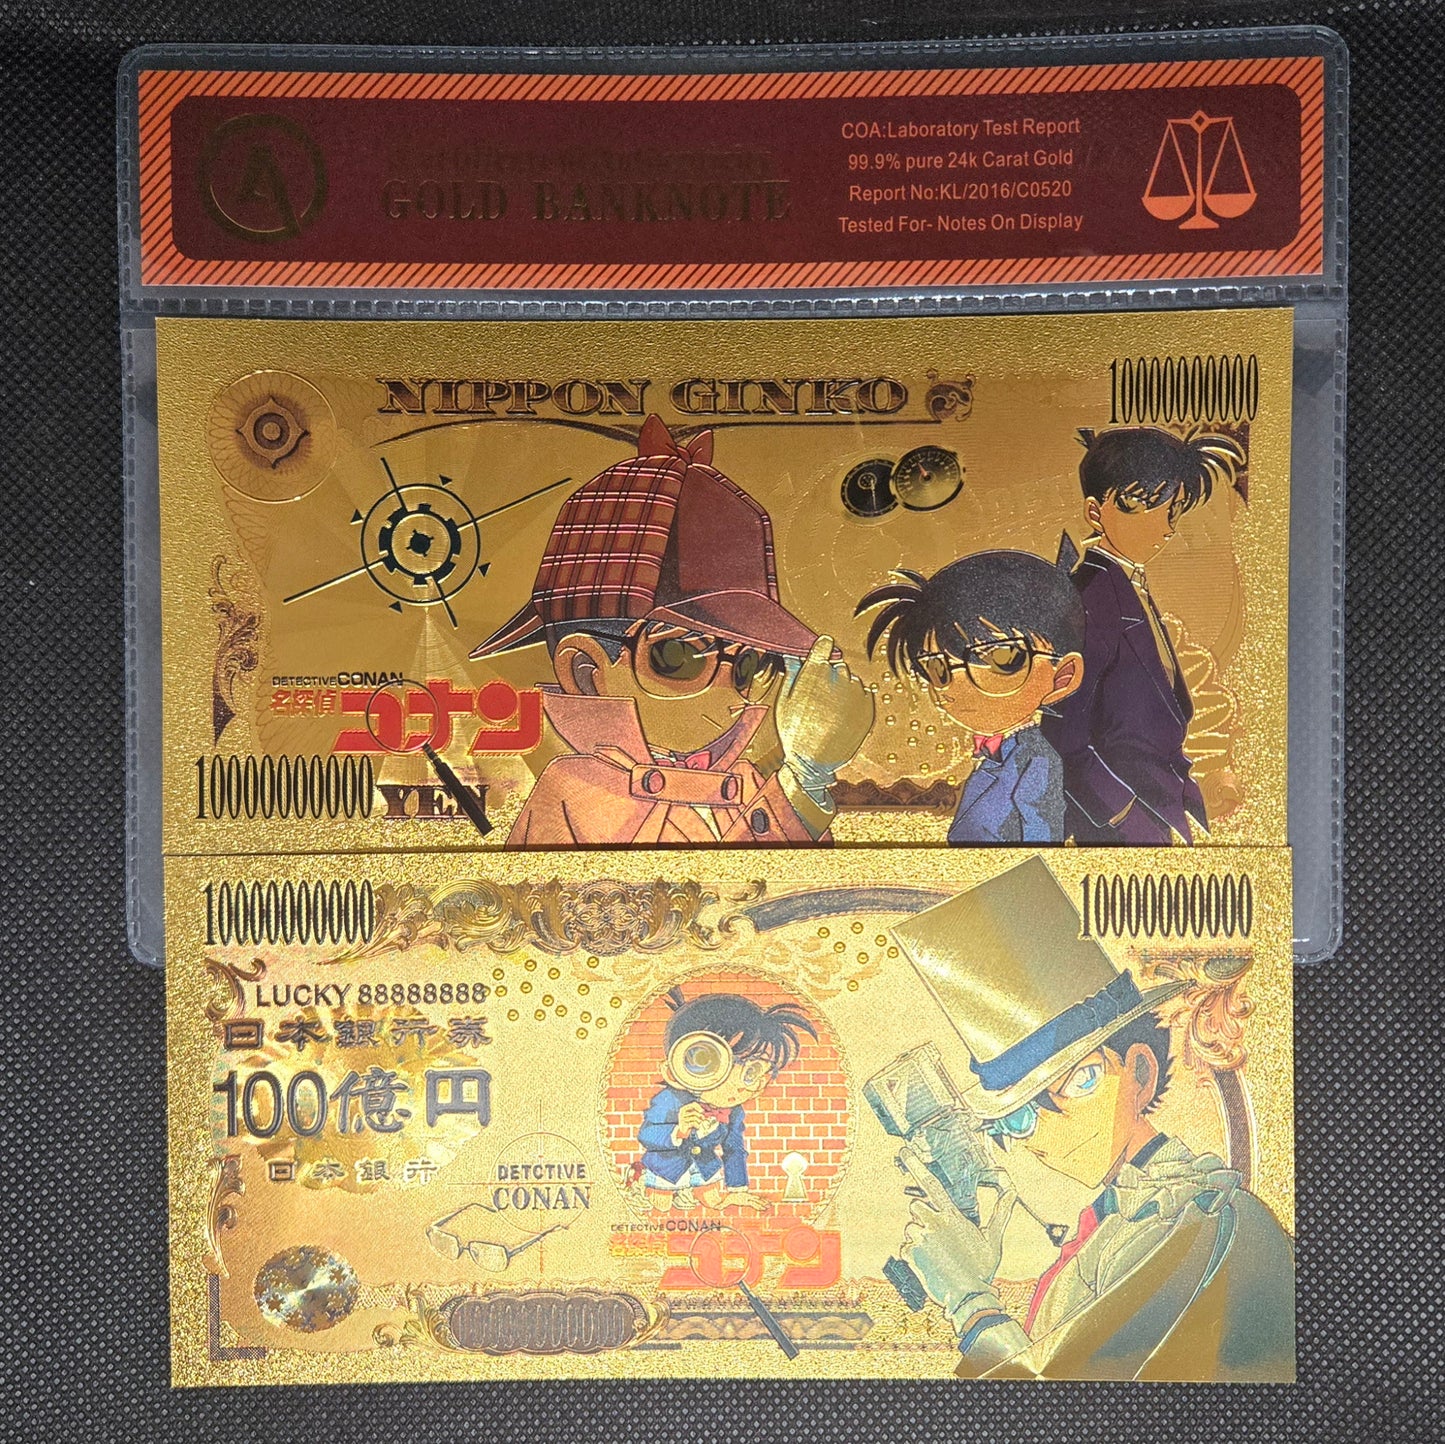 A
GOLD BANKNOTE
COA:Laboratory Test Report
99.9% pure 24k Carat Gold
Report No:KL/2016/C0520
Tested For- Notes On Display
NIPPON GINKO
10000000000
DETECTIVE CONAN
名探偵コナン
10000000000
YEN
10000000000
10000000000
LUCKY 88888888
日本銀行券
100億円
日本銀行
DETCTIVE
CONAN
DETECTIVE CONAN
名探偵コナン